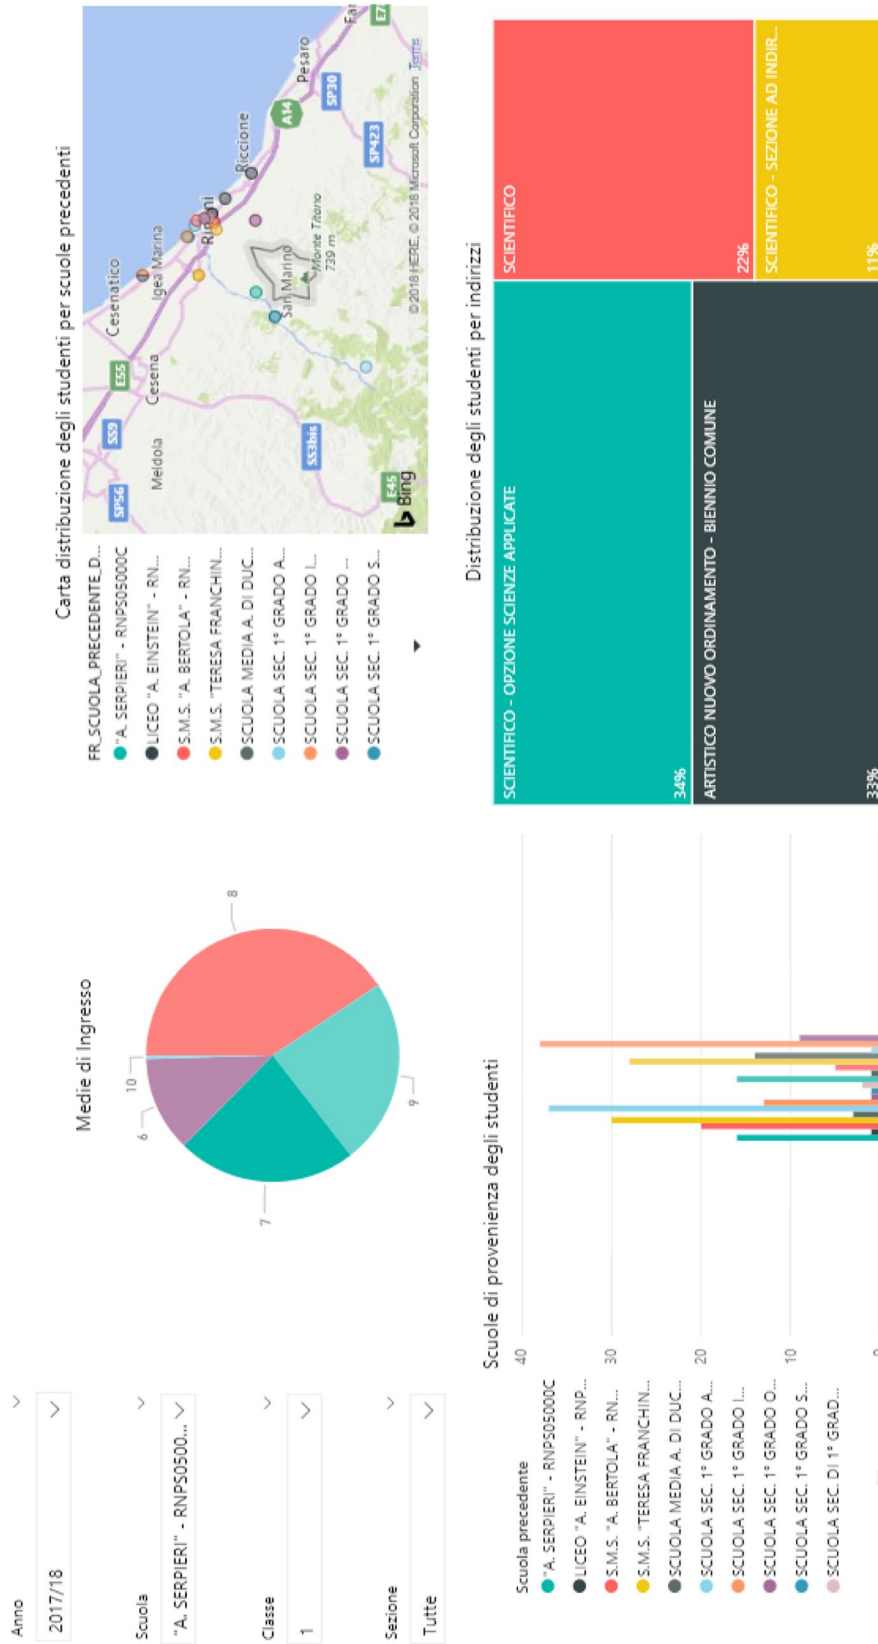 Anno
2017/18
Scuola
"A. SERPIERI" - RNPS0500...
Classe
1
Sezione
Tutte
Medie di Ingresso
10
6
7
8
9
Carta distribuzione degli studenti per scuole precedenti
FR_SCUOLA_PRECEDENTE_D...
"A. SERPIERI" - RNPS05000C
LICEO "A. EINSTEIN" - RN...
S.M.S. "A. BERTOLA" - RN...
S.M.S. "TERESA FRANCHIN...
SCUOLA MEDIA A. DI DUC...
SCUOLA SEC. 1° GRADO A...
SCUOLA SEC. 1° GRADO I...
SCUOLA SEC. 1° GRADO ...
SCUOLA SEC. 1° GRADO S...
SP56
SS9
E55
Cesenatico
Meldola
Cesena
Igea Marina
Rimini
Riccione
A14
Pesaro
Fa
E7
SP30
SP423
SS3bis
San Marino
Monte Titano
739 m
E45
Bing
© 2018 HERE, © 2018 Microsoft Corporation Terms
Scuole di provenienza degli studenti
Scuola precedente
"A. SERPIERI" - RNPS05000C
LICEO "A. EINSTEIN" - RNP...
S.M.S. "A. BERTOLA" - RN...
S.M.S. "TERESA FRANCHIN...
SCUOLA MEDIA A. DI DUC...
SCUOLA SEC. 1° GRADO A...
SCUOLA SEC. 1° GRADO I...
SCUOLA SEC. 1° GRADO O...
SCUOLA SEC. 1° GRADO S...
SCUOLA SEC. DI 1° GRAD...
40
30
20
10
0
Distribuzione degli studenti per indirizzi
SCIENTIFICO - OPZIONE SCIENZE APPLICATE
34%
ARTISTICO NUOVO ORDINAMENTO - BIENNIO COMUNE
33%
SCIENTIFICO
22%
SCIENTIFICO - SEZIONE AD INDIR...
11%